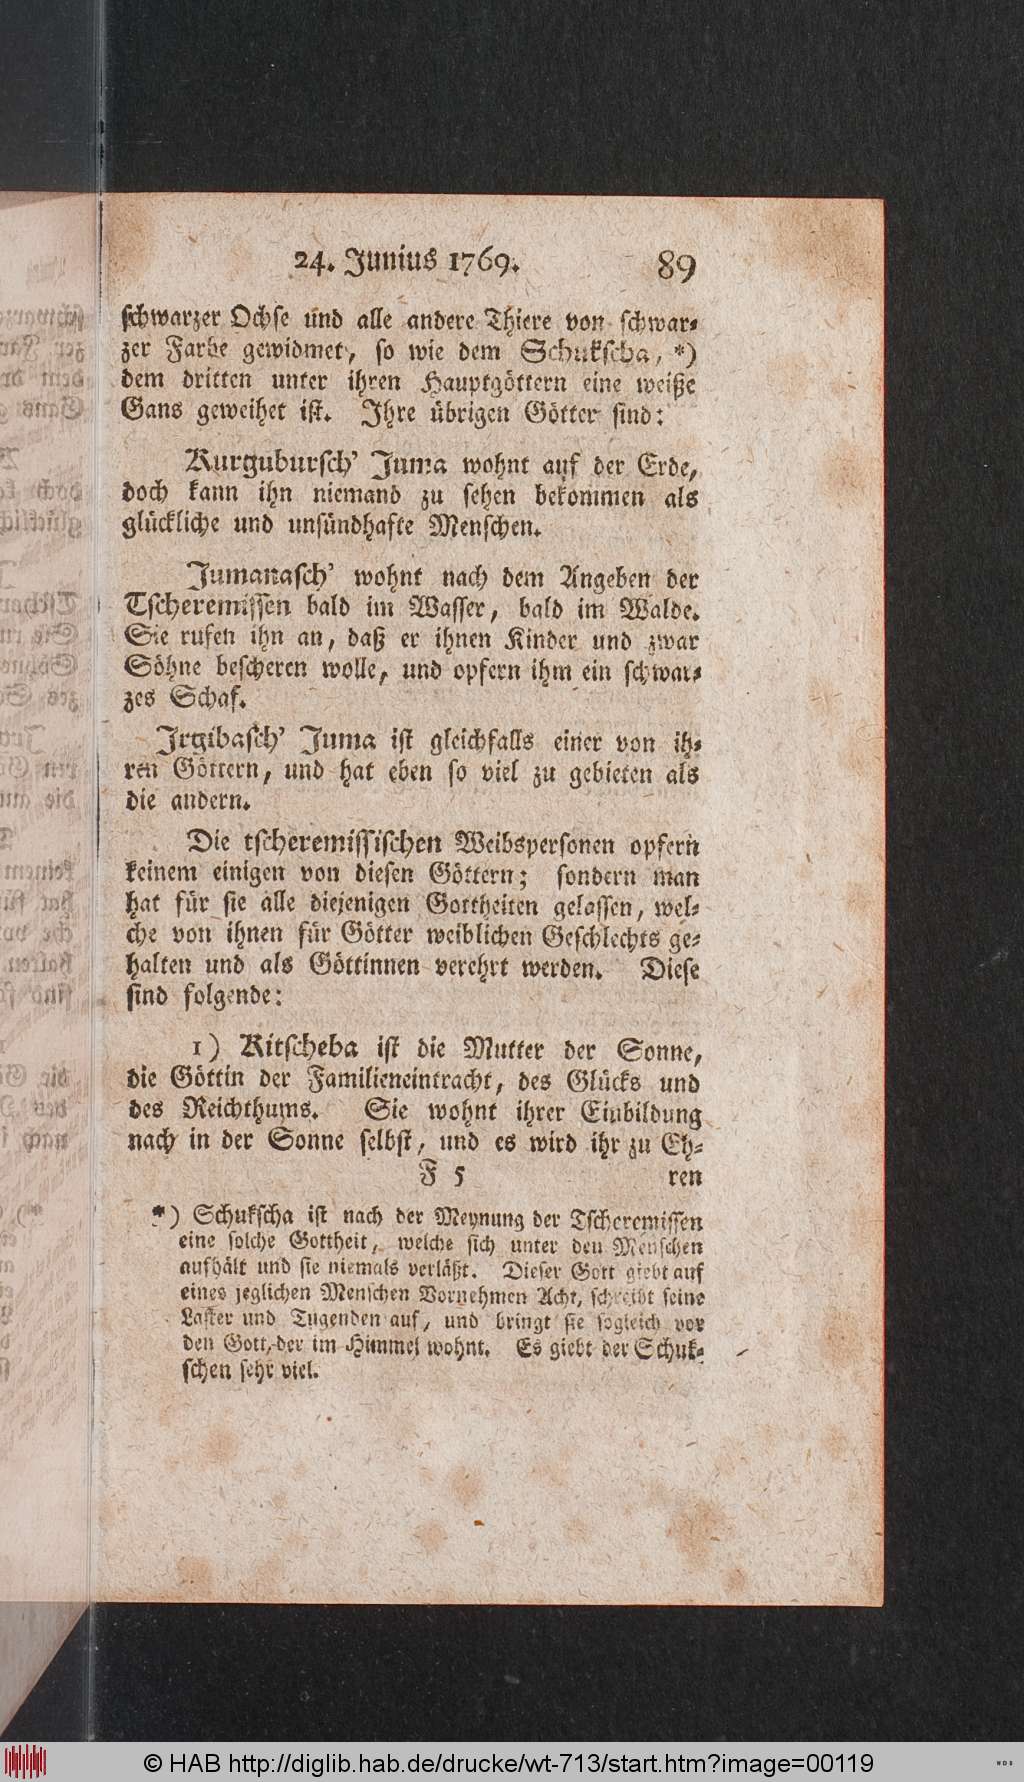 24. Junius 1769. 89
schwarzer Ochse und alle andere Thiere von schwar-
zer Farbe gewidmet, so wie dem Schukscha, *)
dem dritten unter ihren Hauptgöttern eine weiße
Gans geweihet ist. Ihre übrigen Götter sind:
Kurgubursch' Juma wohnt auf der Erde,
doch kann ihn niemand zu sehen bekommen als
glückliche und unsündhafte Menschen.
Jumanasch' wohnt nach dem Angeben der
Tscheremissen bald im Wasser, bald im Walde.
Sie rufen ihn an, daß er ihnen Kinder und zwar
Söhne bescheren wolle, und opfern ihm ein schwar-
zes Schaf.
Irgibasch' Juma ist gleichfalls einer von ih-
ren Göttern, und hat eben so viel zu gebieten als
die andern.
Die tscheremissischen Weibspersonen opfern
keinem einigen von diesen Göttern; sondern man
hat für sie alle diejenigen Gottheiten gelassen, wel-
che von ihnen für Götter weiblichen Geschlechts ge-
halten und als Göttinnen verehrt werden. Diese
sind folgende:
1) Kitscheba ist die Mutter der Sonne,
die Göttin der Familieneintracht, des Glücks und
des Reichthums. Sie wohnt ihrer Einbildung
nach in der Sonne selbst, und es wird ihr zu Eh-
F 5 ren
*) Schukscha ist nach der Meynung der Tscheremissen
eine solche Gottheit, welche sich unter den Menschen
aufhält und sie niemals verläßt. Dieser Gott giebt auf
eines jeglichen Menschen Vornehmen Acht, schreibt seine
Laster und Tugenden auf, und bringt sie sogleich vor
den Gott, der im Himmel wohnt. Es giebt der Schuk-
schen sehr viel.
© HAB http://diglib.hab.de/drucke/wt-713/start.htm?image=00119